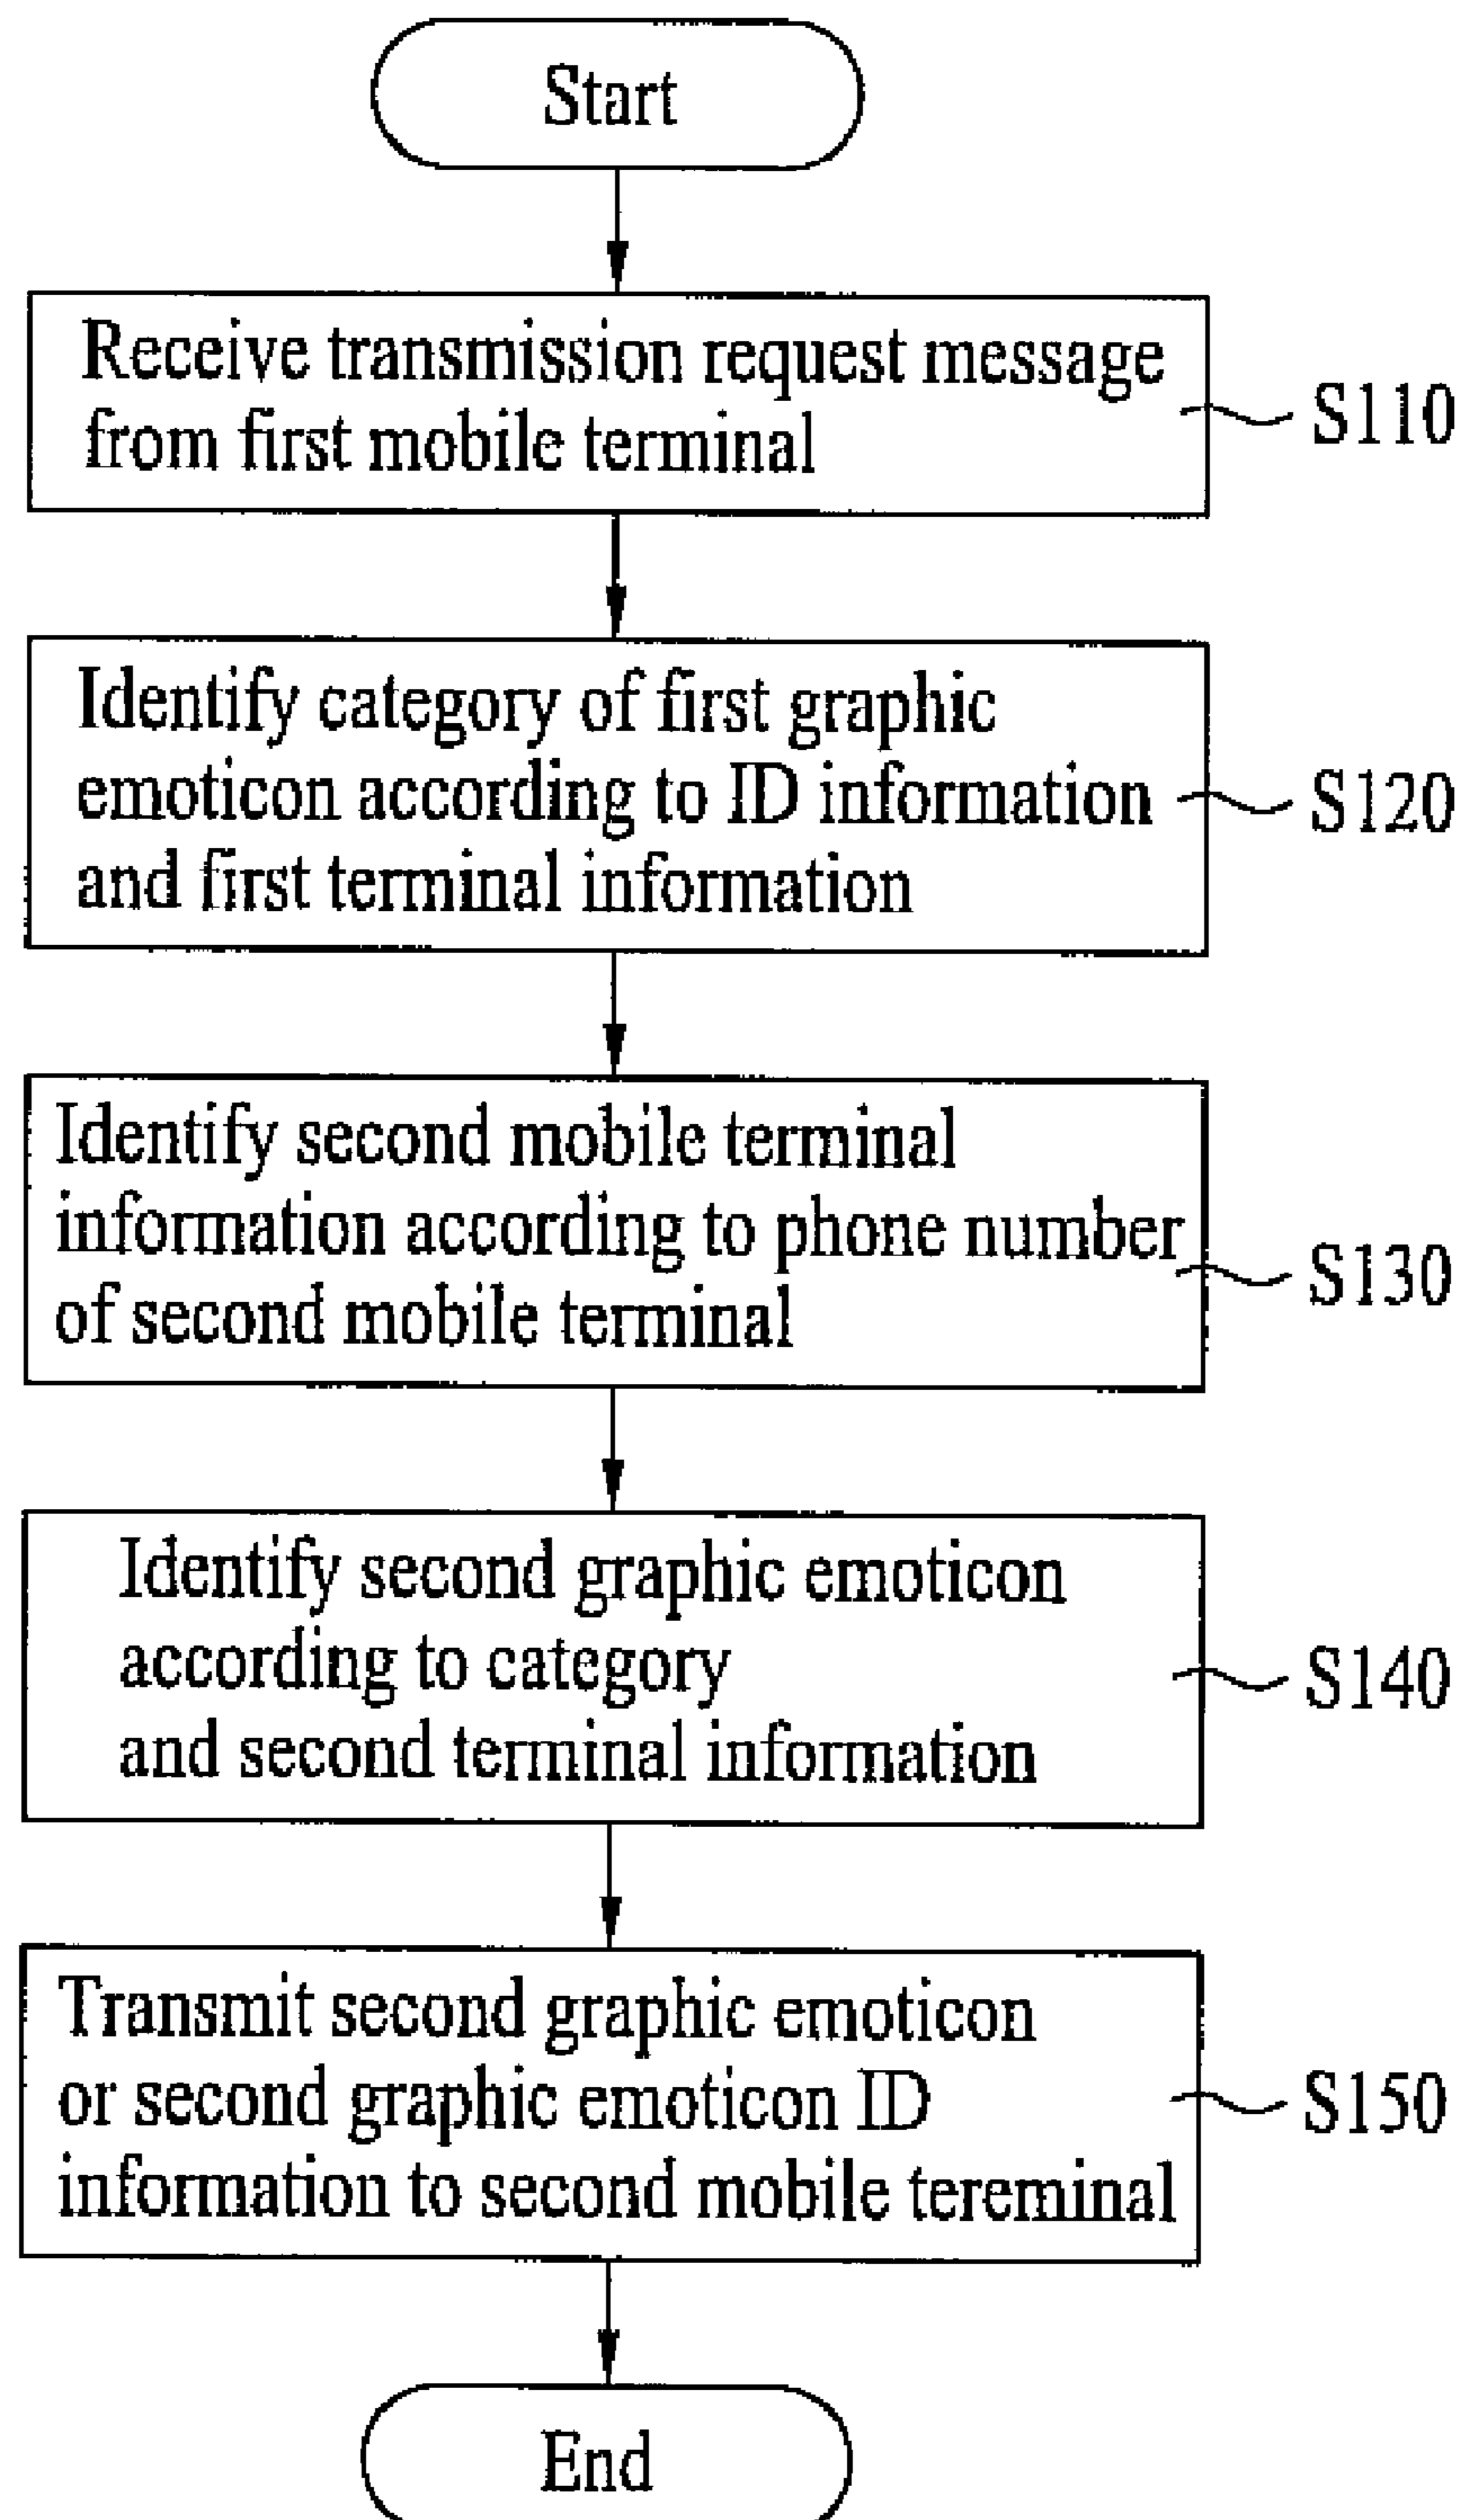 Start
Receive transmission request message
from first mobile terminal
S110
Identify category of first graphic
emoticon according to ID information
and first terminal information
S120
Identify second mobile terminal
information according to phone number
of second mobile terminal
S130
Identify second graphic emoticon
according to category
and second terminal information
S140
Transmit second graphic emoticon
or second graphic emoticon ID
information to second mobile tereminal
S150
End